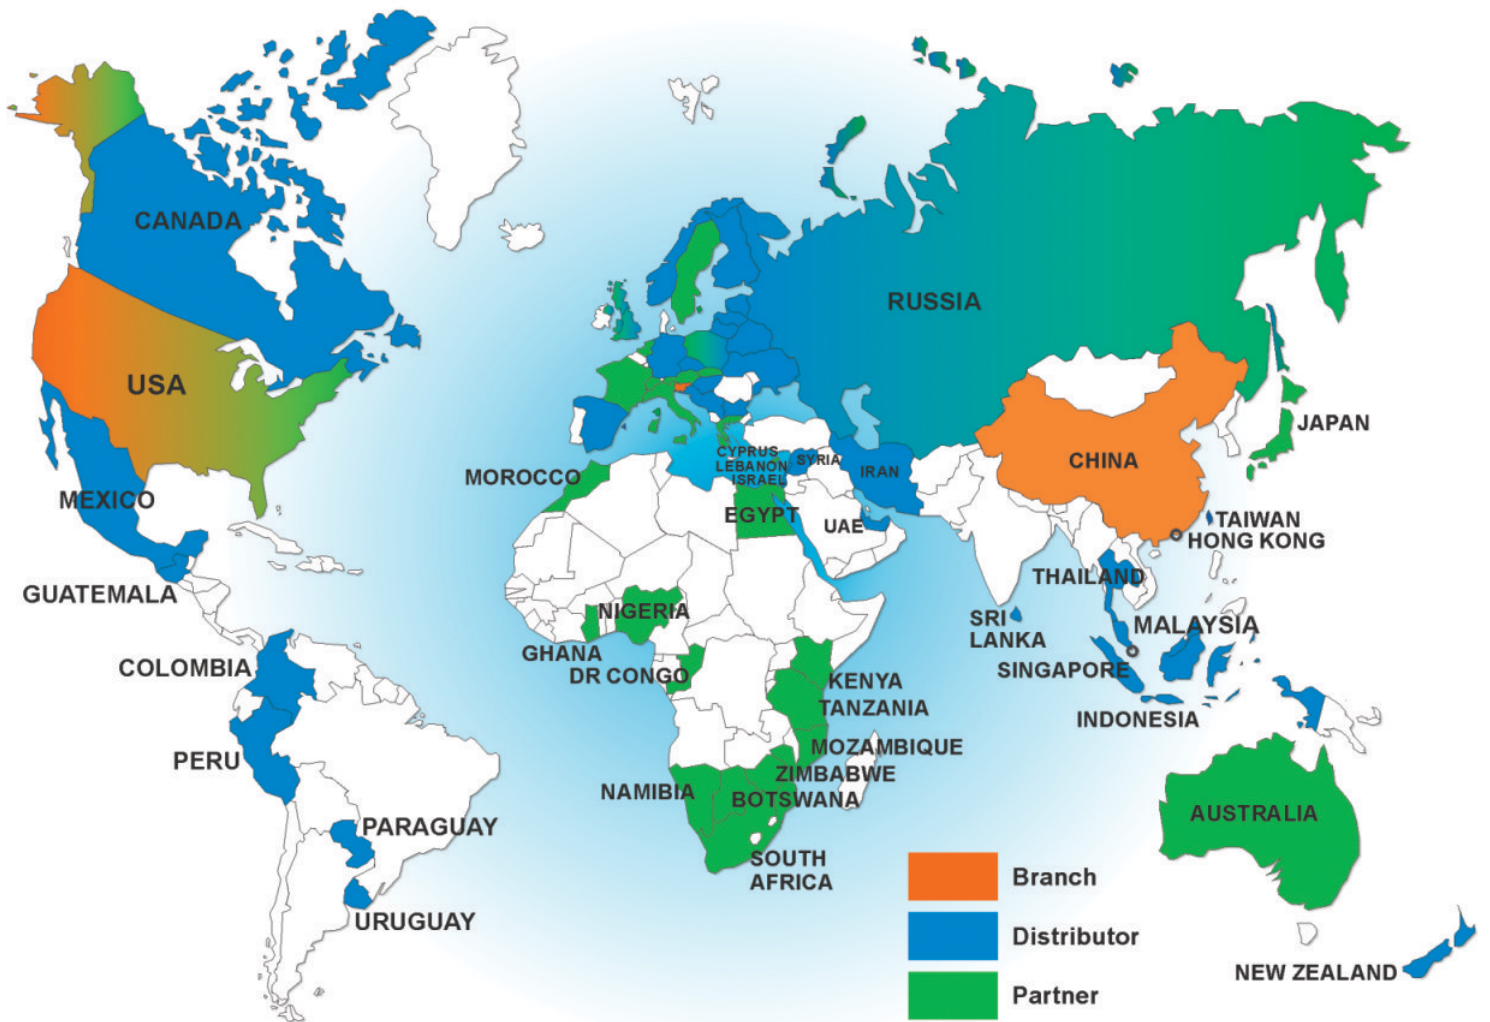 CANADA
RUSSIA
USA
JAPAN
CHINA
CYPRUS
LEBANON
ISRAEL
SYRIA
IRAN
MOROCCO
MEXICO
EGYPT
UAE
TAIWAN
HONG KONG
THAILAND
GUATEMALA
NIGERIA
SRI
LANKA
MALAYSIA
GHANA
COLOMBIA
DR CONGO
SINGAPORE
KENYA
TANZANIA
INDONESIA
PERU
MOZAMBIQUE
ZIMBABWE
NAMIBIA
BOTSWANA
AUSTRALIA
PARAGUAY
SOUTH
AFRICA
URUGUAY
Branch
Distributor
NEW ZEALAND
Partner